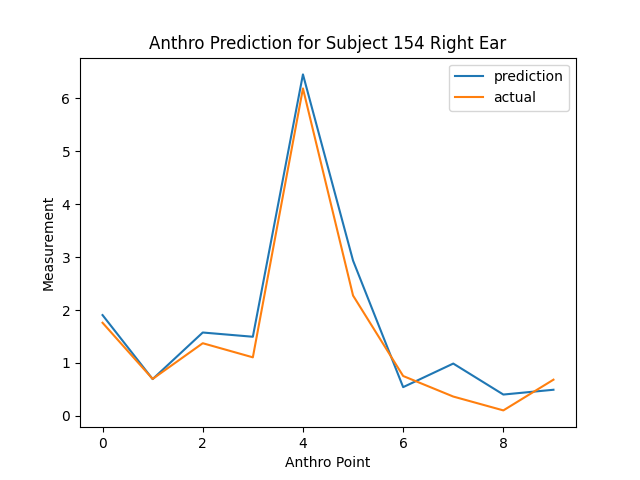 Anthro Prediction for Subject 154 Right Ear
prediction
actual
Measurement
6
5
4
3
2
1
0
0 2 4 6 8
Anthro Point